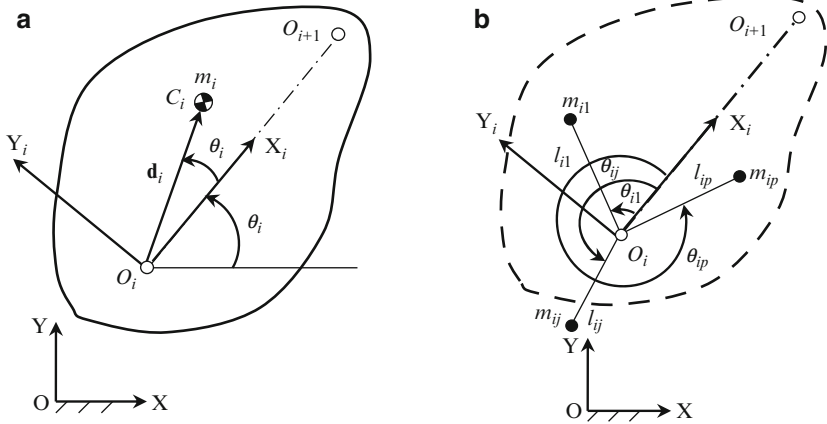 a
O_{i+1}
m_i
C_i
Y_i
θ_i
X_i
d_i
θ_i
O_i
Y
O
X
b
O_{i+1}
m_{i1}
Y_i
X_i
l_{i1}
θ_{ij}
l_{ip}
m_{ip}
θ_{i1}
O_i
θ_{ip}
m_{ij}
l_{ij}
Y
O
X